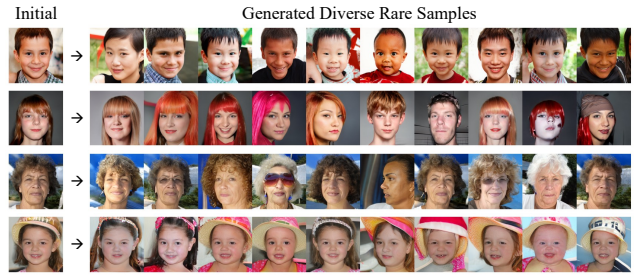 Initial
Generated Diverse Rare Samples
→
→
→
→